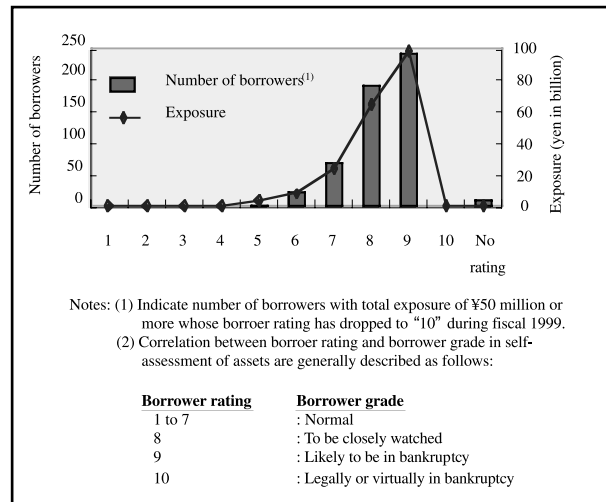 250
200
150
100
50
0
Number of borrowers
Number of borrowers(1)
Exposure
100
80
60
40
20
0
Exposure (yen in billion)
1 2 3 4 5 6 7 8 9 10 No
rating
Notes: (1) Indicate number of borrowers with total exposure of ¥50 million or
more whose borroer rating has dropped to “10” during fiscal 1999.
(2) Correlation between borroer rating and borrower grade in self-
assessment of assets are generally described as follows:
Borrower rating Borrower grade
1 to 7 : Normal
8 : To be closely watched
9 : Likely to be in bankruptcy
10 : Legally or virtually in bankruptcy